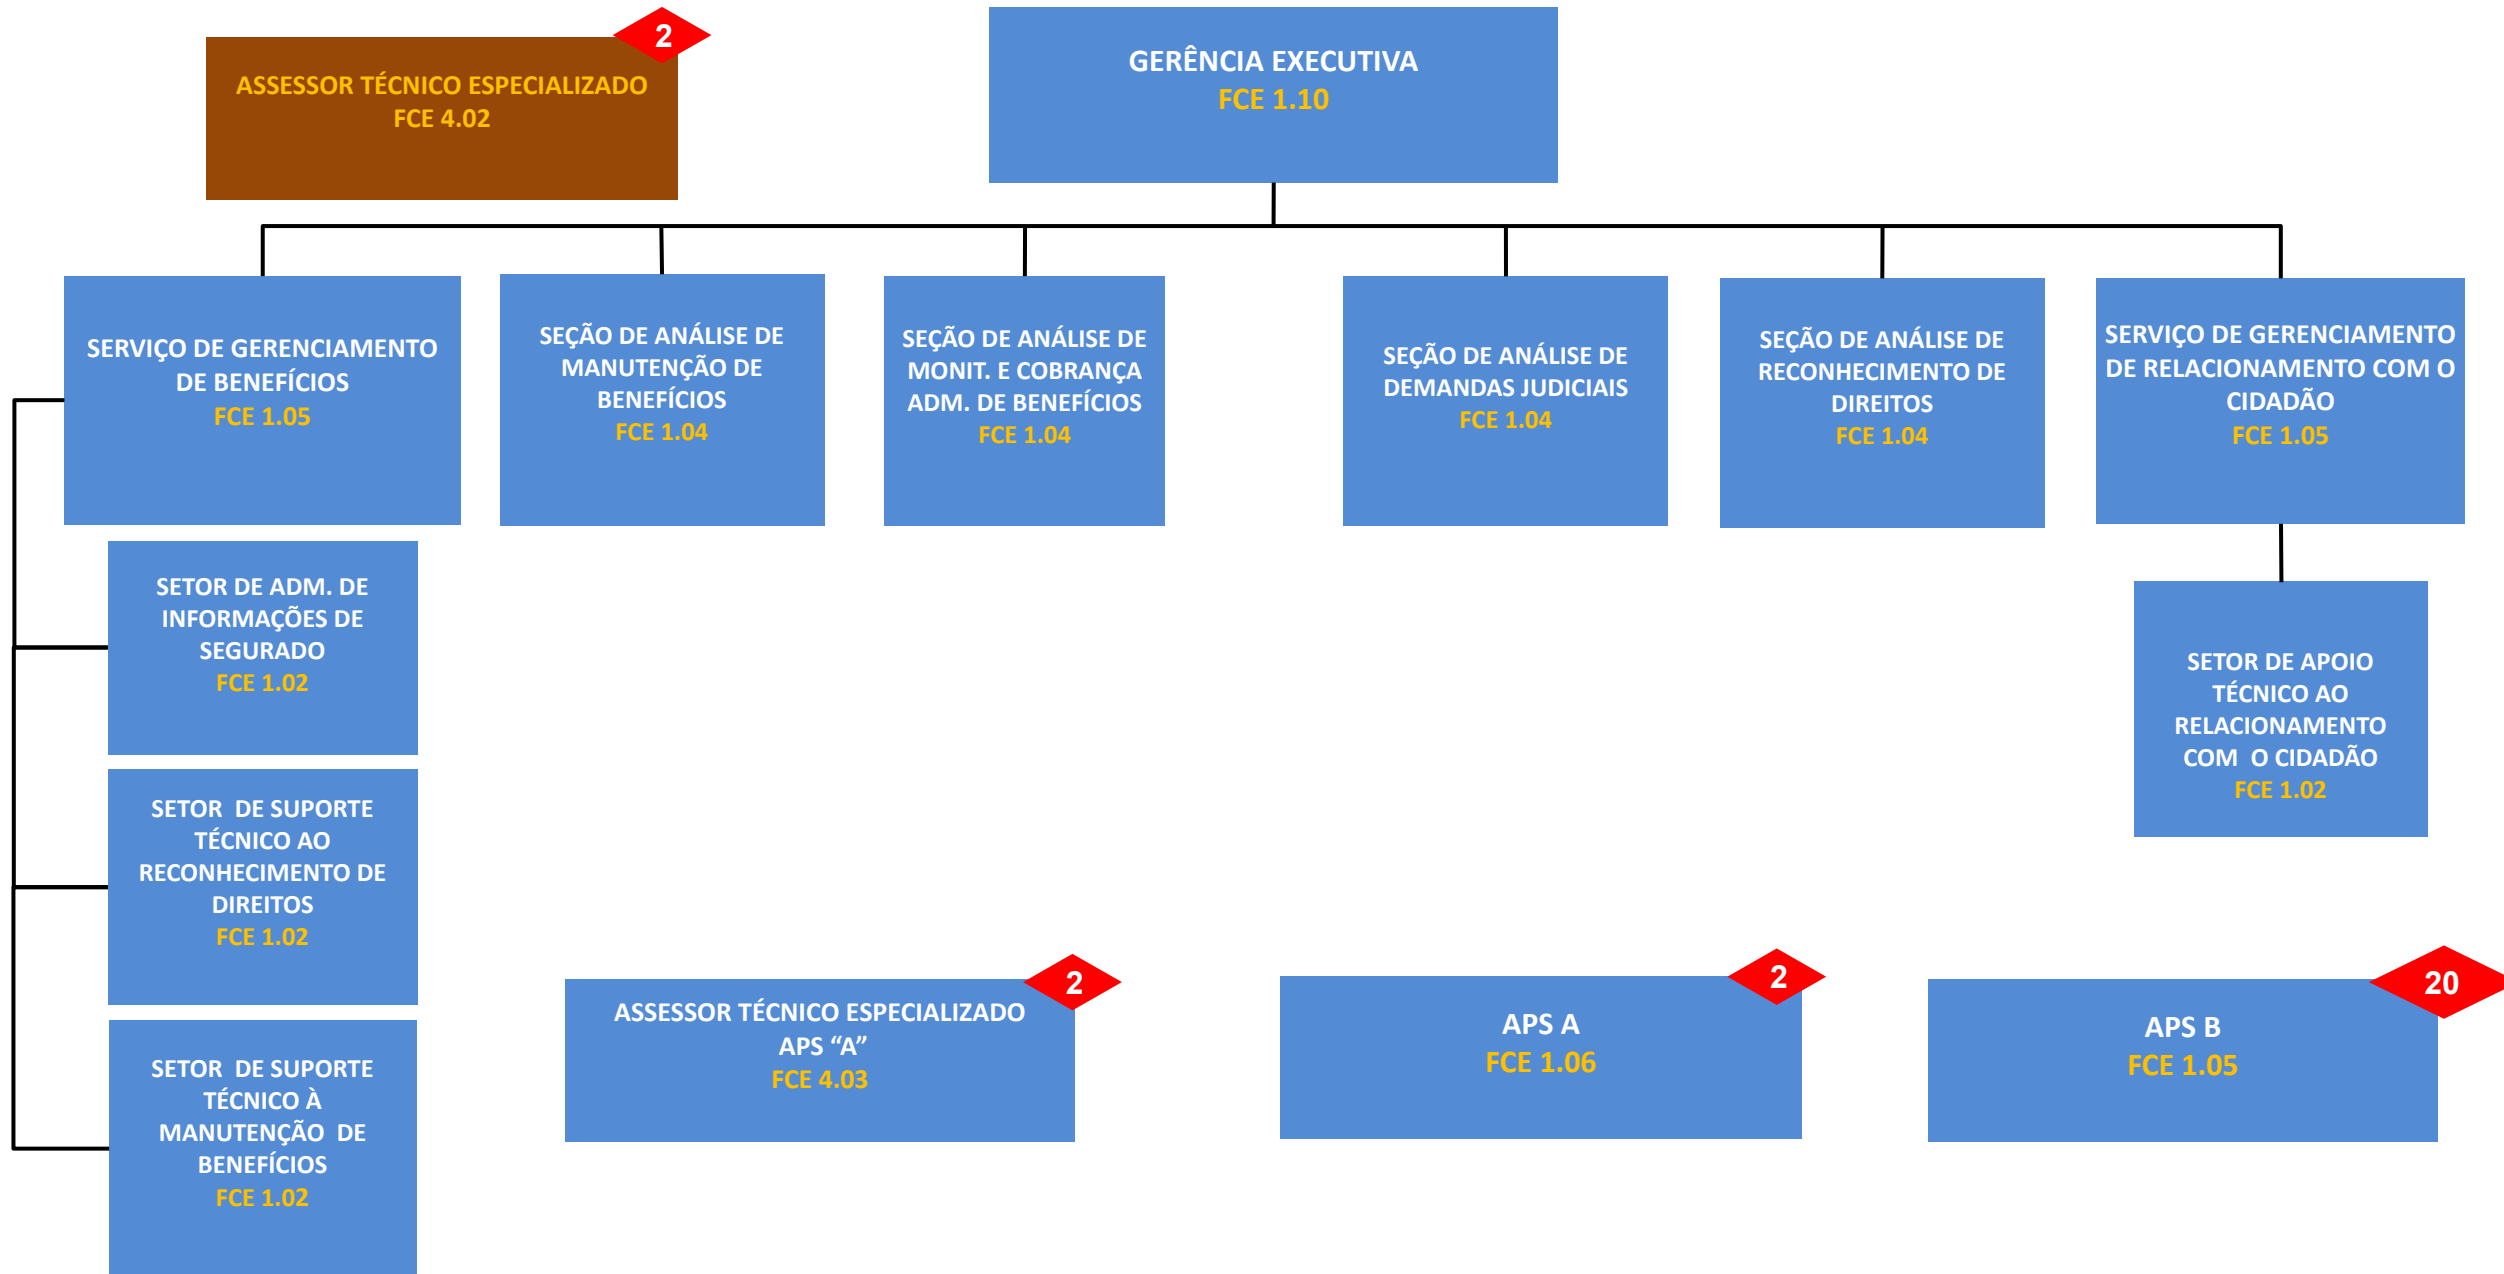 2
ASSESSOR TÉCNICO ESPECIALIZADO
FCE 4.02
GERÊNCIA EXECUTIVA
FCE 1.10
SERVIÇO DE GERENCIAMENTO
DE BENEFÍCIOS
FCE 1.05
SEÇÃO DE ANÁLISE DE
MANUTENÇÃO DE
BENEFÍCIOS
FCE 1.04
SEÇÃO DE ANÁLISE DE
MONIT. E COBRANÇA
ADM. DE BENEFÍCIOS
FCE 1.04
SEÇÃO DE ANÁLISE DE
DEMANDAS JUDICIAIS
FCE 1.04
SEÇÃO DE ANÁLISE DE
RECONHECIMENTO DE
DIREITOS
FCE 1.04
SERVIÇO DE GERENCIAMENTO
DE RELACIONAMENTO COM O
CIDADÃO
FCE 1.05
SETOR DE ADM. DE
INFORMAÇÕES DE
SEGURADO
FCE 1.02
SETOR DE APOIO
TÉCNICO AO
RELACIONAMENTO
COM O CIDADÃO
FCE 1.02
SETOR DE SUPORTE
TÉCNICO AO
RECONHECIMENTO DE
DIREITOS
FCE 1.02
SETOR DE SUPORTE
TÉCNICO À
MANUTENÇÃO DE
BENEFÍCIOS
FCE 1.02
2
ASSESSOR TÉCNICO ESPECIALIZADO
APS “A”
FCE 4.03
2
APS A
FCE 1.06
20
APS B
FCE 1.05